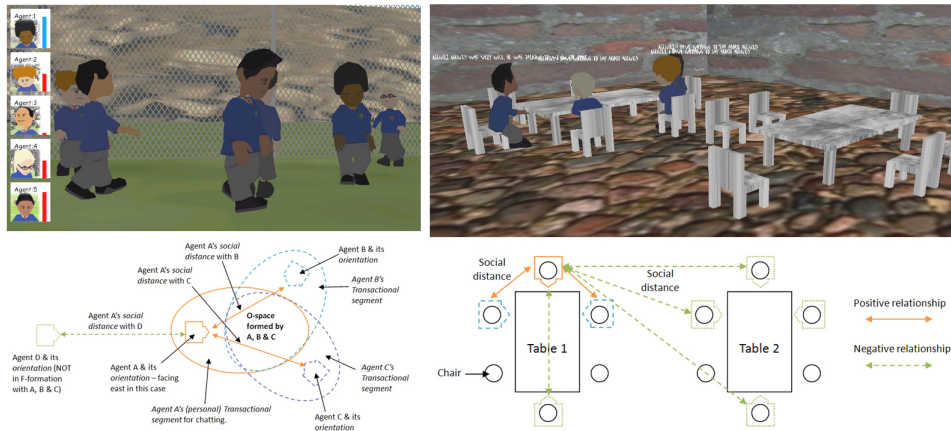 Agent:1
Agent:2
Agent:3
Agent:4
Agent:5
Agent A's social
distance with B
Agent A's social
distance with C
Agent B & its
orientation
Agent B's
Transactional
segment
O-space
formed by
A, B & C
Agent A's social
distance with D
Agent D & its
orientation (NOT
in F-formation
with A, B & C)
Agent A & its
orientation – facing
east in this case
Agent A's (personal) Transactional
segment for chatting.
Agent C's
Transactional
segment
Agent C & its
orientation
Social
distance
Social
distance
Table 1
Table 2
Chair
Positive relationship
Negative relationship